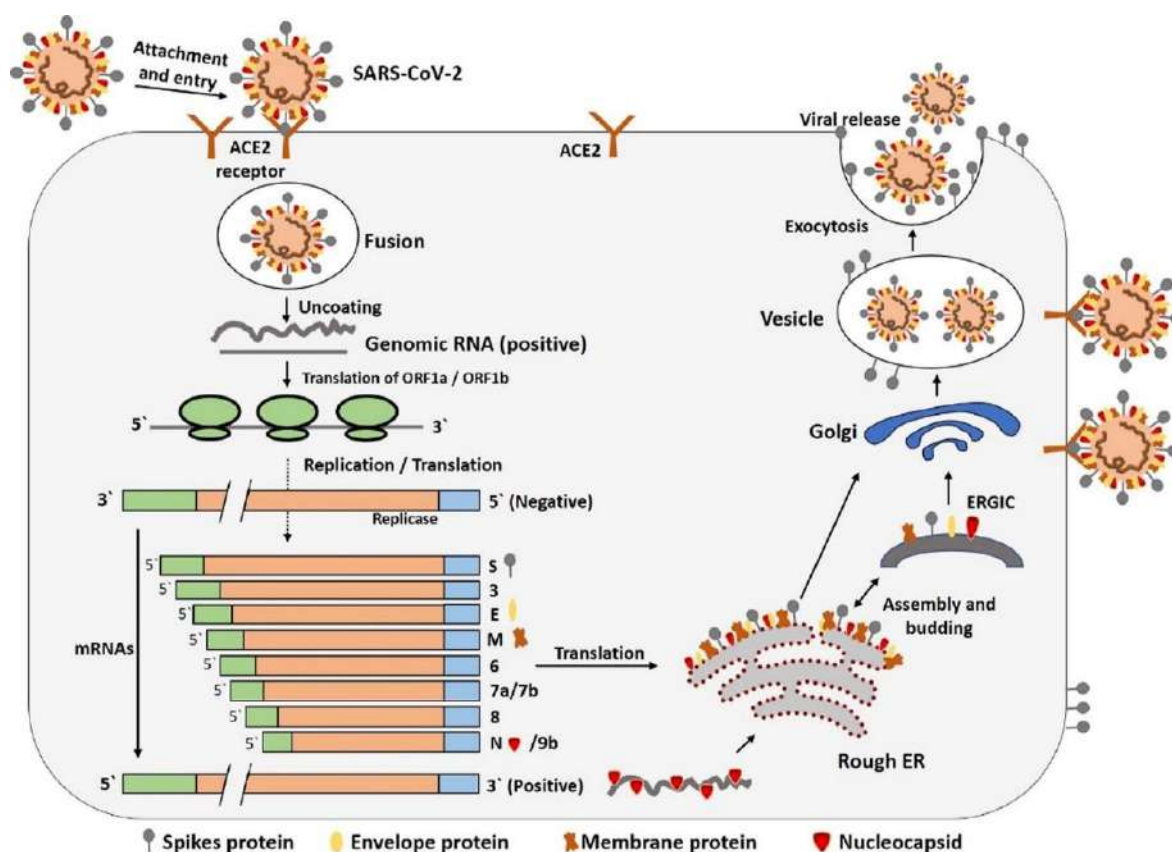 Attachment
and entry
SARS-CoV-2
ACE2
receptor
ACE2
Viral release
Fusion
Exocytosis
Uncoating
Genomic RNA (positive)
Vesicle
Translation of ORF1a / ORF1b
5` 3`
Golgi
Replication / Translation
3` 5` (Negative)
Replicase
ERGIC
5` S
5` 3
5` E
5` M
Assembly and
budding
mRNAs
Translation
5` 6
5` 7a/7b
5` 8
5` N /9b
Rough ER
5` 3` (Positive)
Spikes protein Envelope protein Membrane protein Nucleocapsid